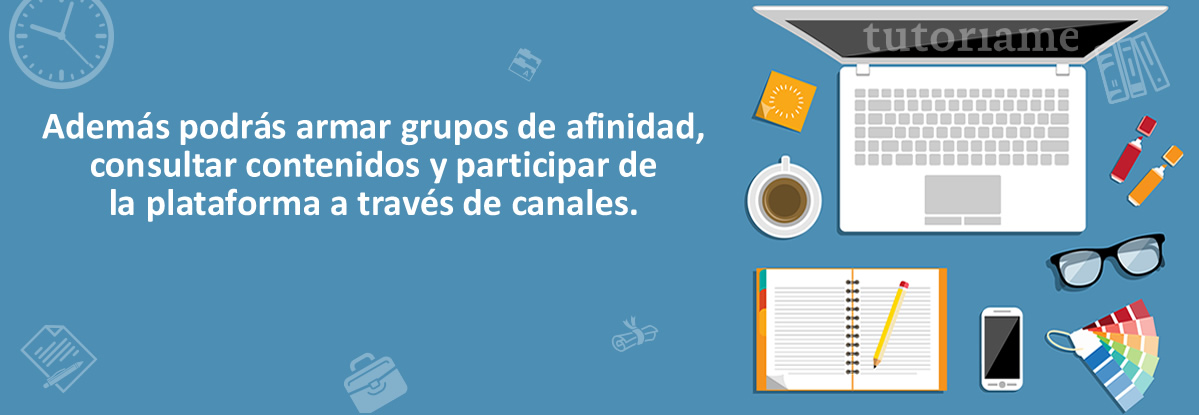 tutoriame
Además podrás armar grupos de afinidad,
consultar contenidos y participar de
la plataforma a través de canales.